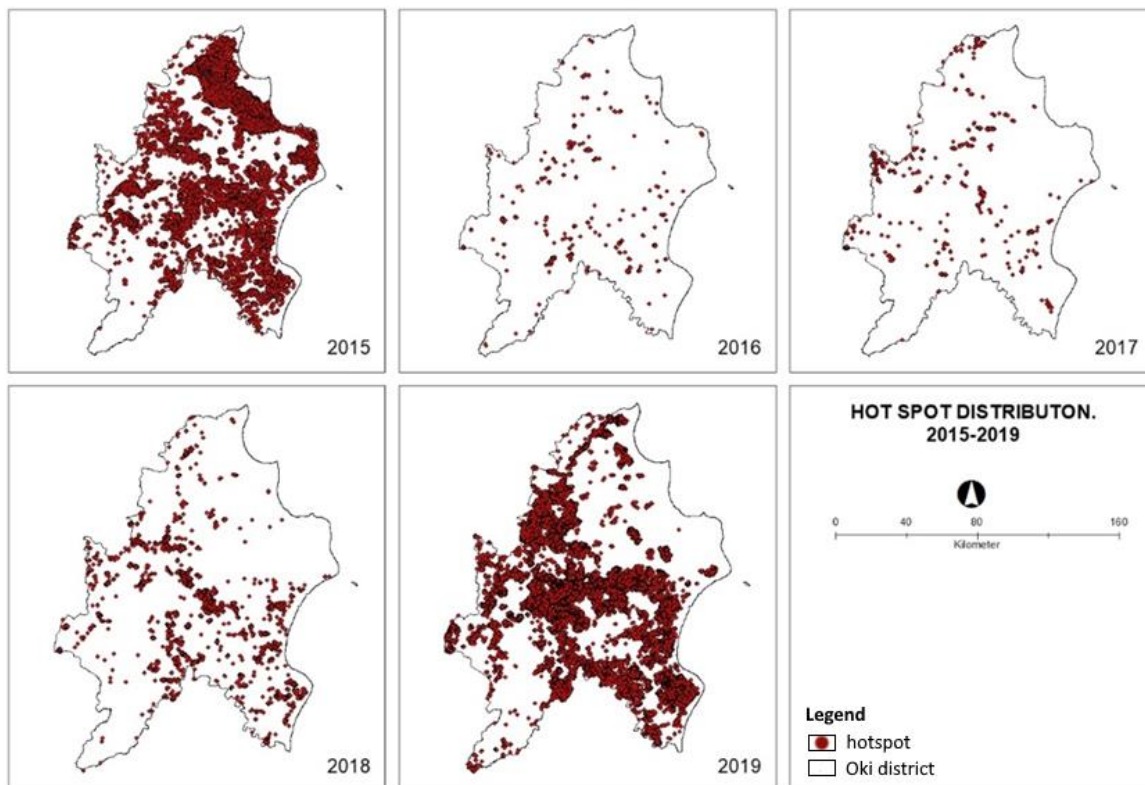 2015
2016
2017
2018
2019
HOT SPOT DISTRIBUTON.
2015-2019
0 40 80 160
Kilometer
Legend
hotspot
Oki district